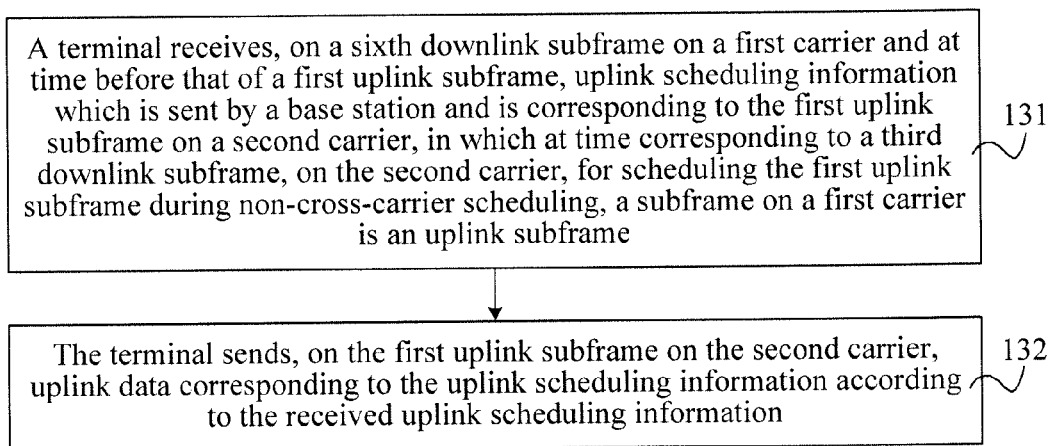 A terminal receives, on a sixth downlink subframe on a first carrier and at
time before that of a first uplink subframe, uplink scheduling information
which is sent by a base station and is corresponding to the first uplink
subframe on a second carrier, in which at time corresponding to a third
downlink subframe, on the second carrier, for scheduling the first uplink
subframe during non-cross-carrier scheduling, a subframe on a first carrier
is an uplink subframe
131
The terminal sends, on the first uplink subframe on the second carrier,
uplink data corresponding to the uplink scheduling information according
to the received uplink scheduling information
132